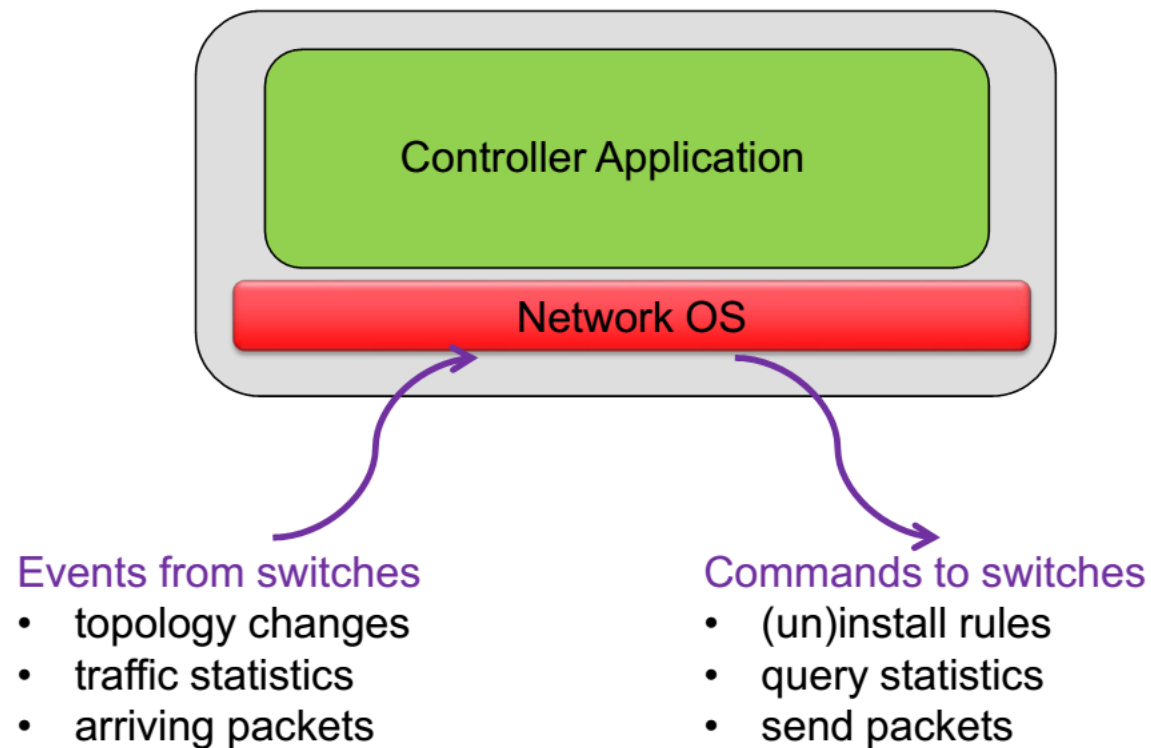 Controller Application
Network OS
Events from switches
• topology changes
• traffic statistics
• arriving packets
Commands to switches
• (un)install rules
• query statistics
• send packets